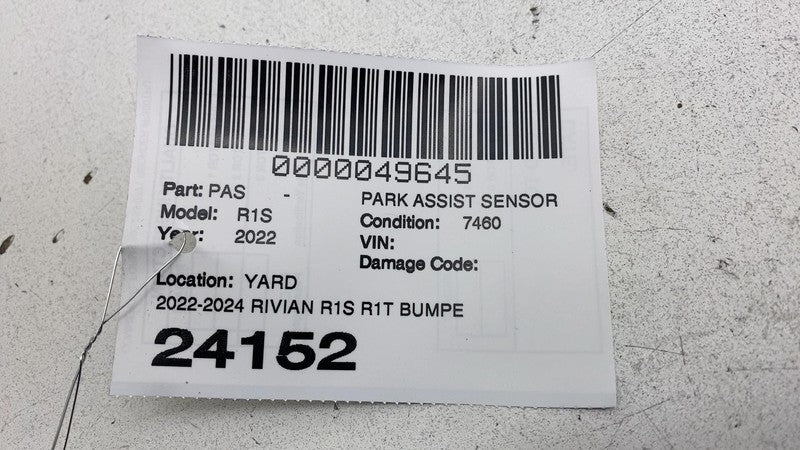 0000049645
Part: PAS - PARK ASSIST SENSOR
Model: R1S Condition: 7460
Year: 2022 VIN:
Damage Code:
Location: YARD
2022-2024 RIVIAN R1S R1T BUMPE
24152